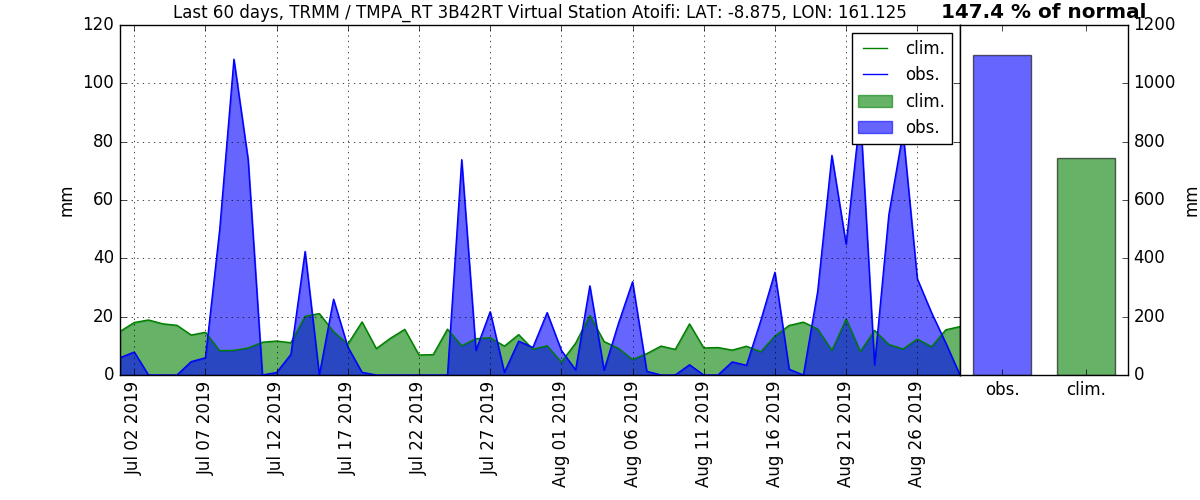 Last 60 days, TRMM / TMPA_RT 3B42RT Virtual Station Atoifi: LAT: -8.875, LON: 161.125
147.4 % of normal
120
100
80
60
40
20
0
mm
clim.
obs.
clim.
obs.
Jul 02 2019
Jul 07 2019
Jul 12 2019
Jul 17 2019
Jul 22 2019
Jul 27 2019
Aug 01 2019
Aug 06 2019
Aug 11 2019
Aug 16 2019
Aug 21 2019
Aug 26 2019
1200
1000
800
600
400
200
0
mm
obs.
clim.